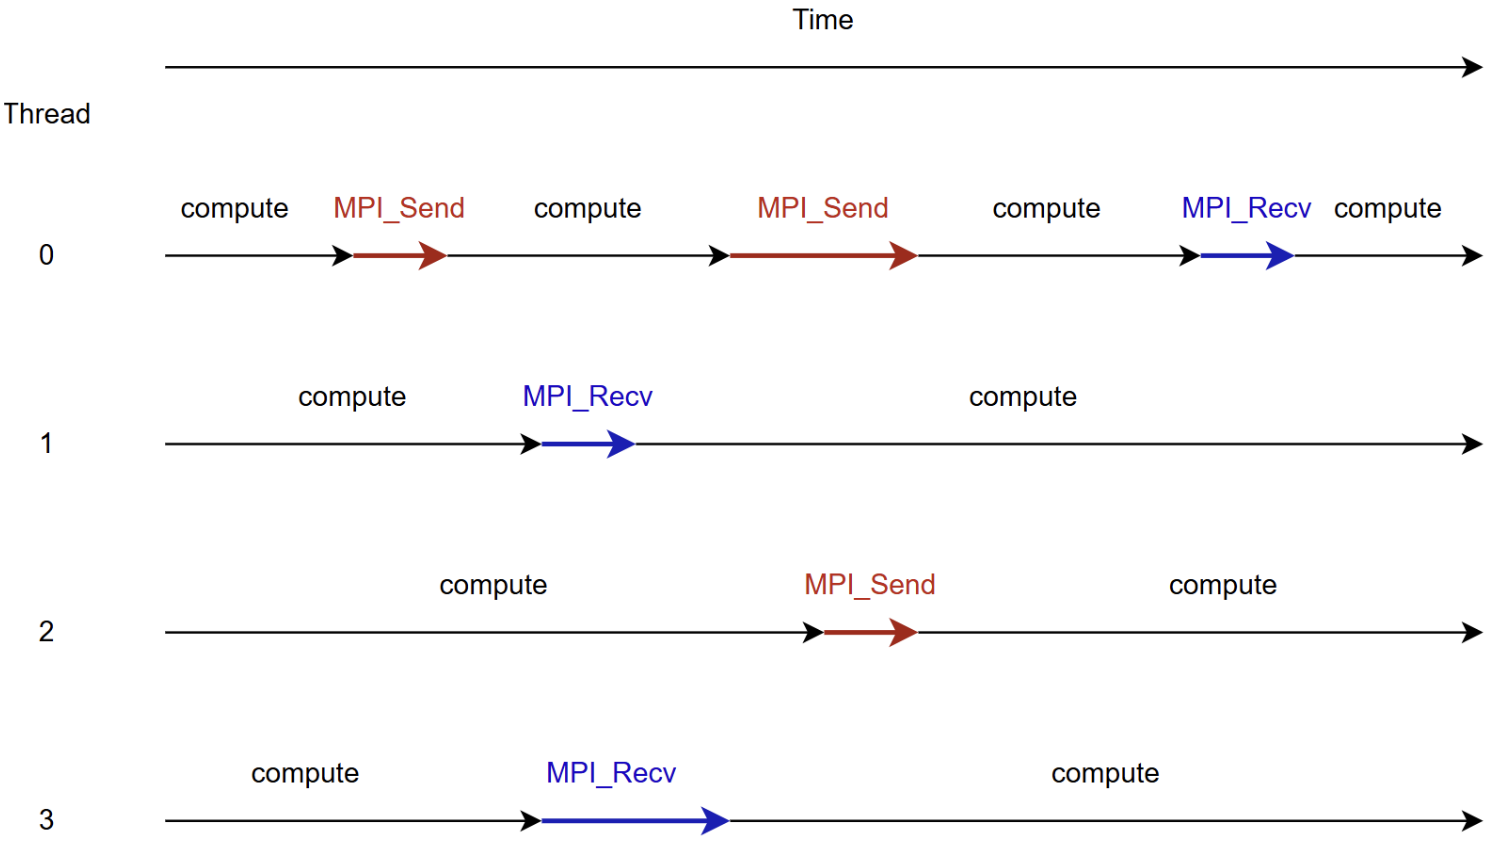 Time
Thread
compute MPI_Send compute MPI_Send compute MPI_Recv compute
0
compute MPI_Recv compute
1
compute MPI_Send compute
2
compute MPI_Recv compute
3